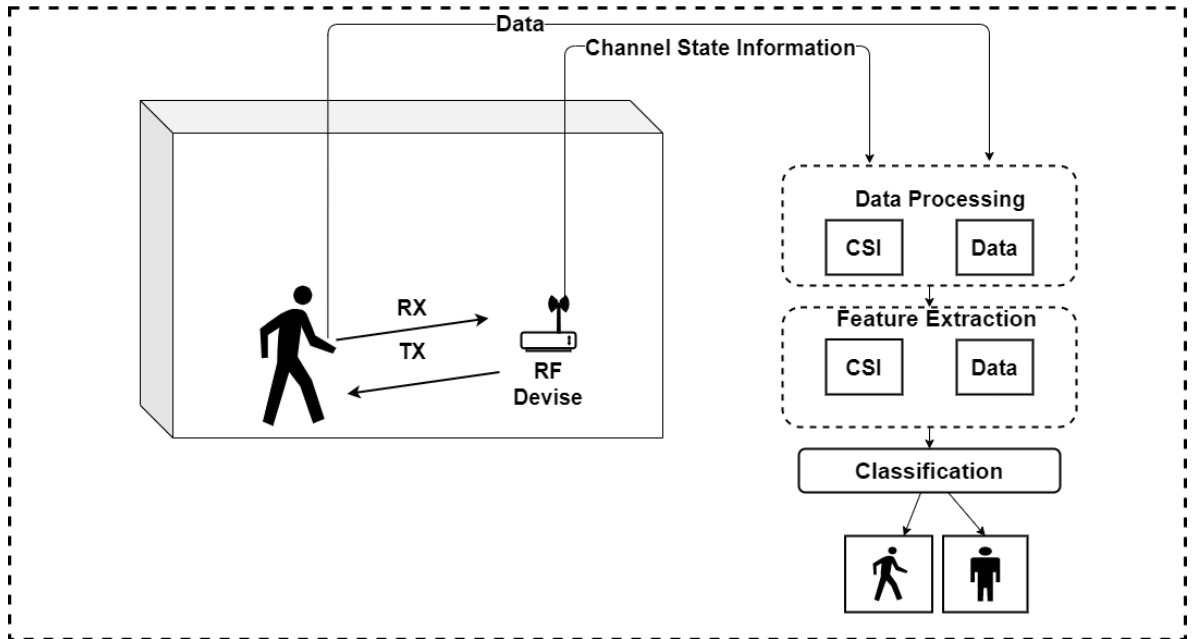 Data
Channel State Information
Data Processing
CSI
Data
RX
TX
RF
Devise
Feature Extraction
CSI
Data
Classification